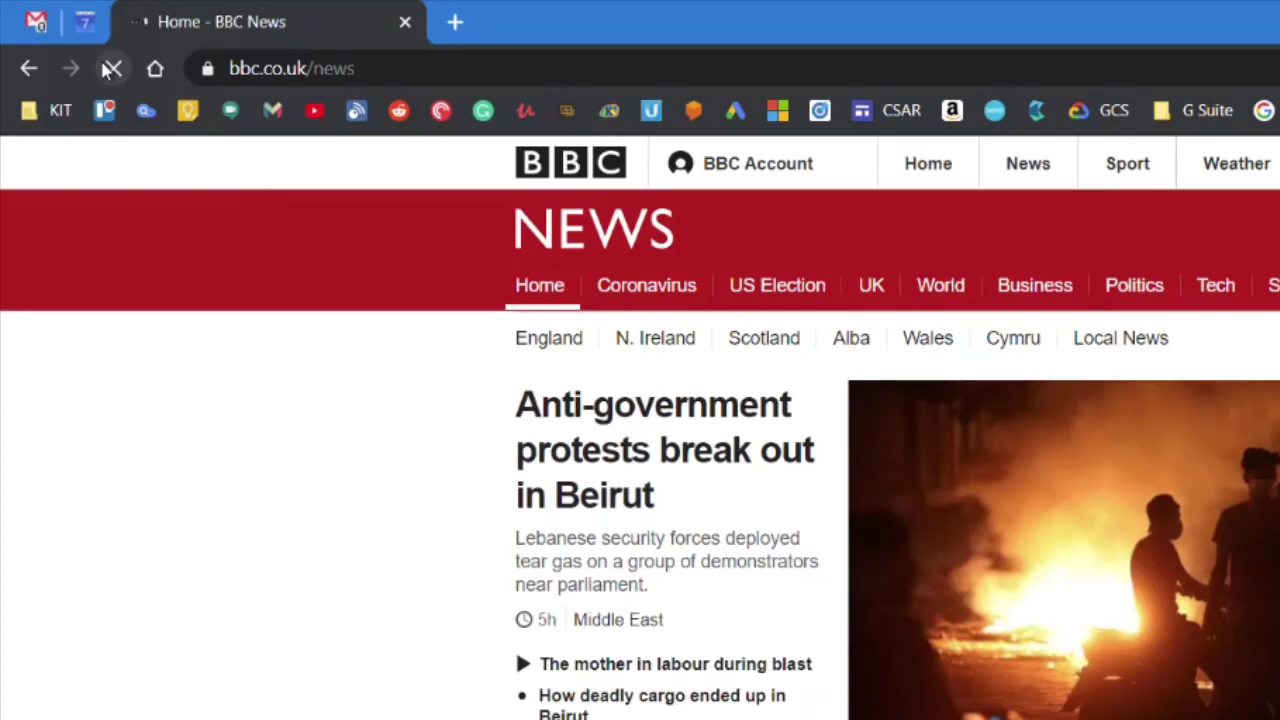 Home - BBC News
bbc.co.uk/news
KIT CSAR GCS G Suite
BBC BBC Account Home News Sport Weather
NEWS
Home Coronavirus US Election UK World Business Politics Tech S
England N. Ireland Scotland Alba Wales Cymru Local News
Anti-government
protests break out
in Beirut
Lebanese security forces deployed
tear gas on a group of demonstrators
near parliament.
5h Middle East
The mother in labour during blast
How deadly cargo ended up in
Beirut